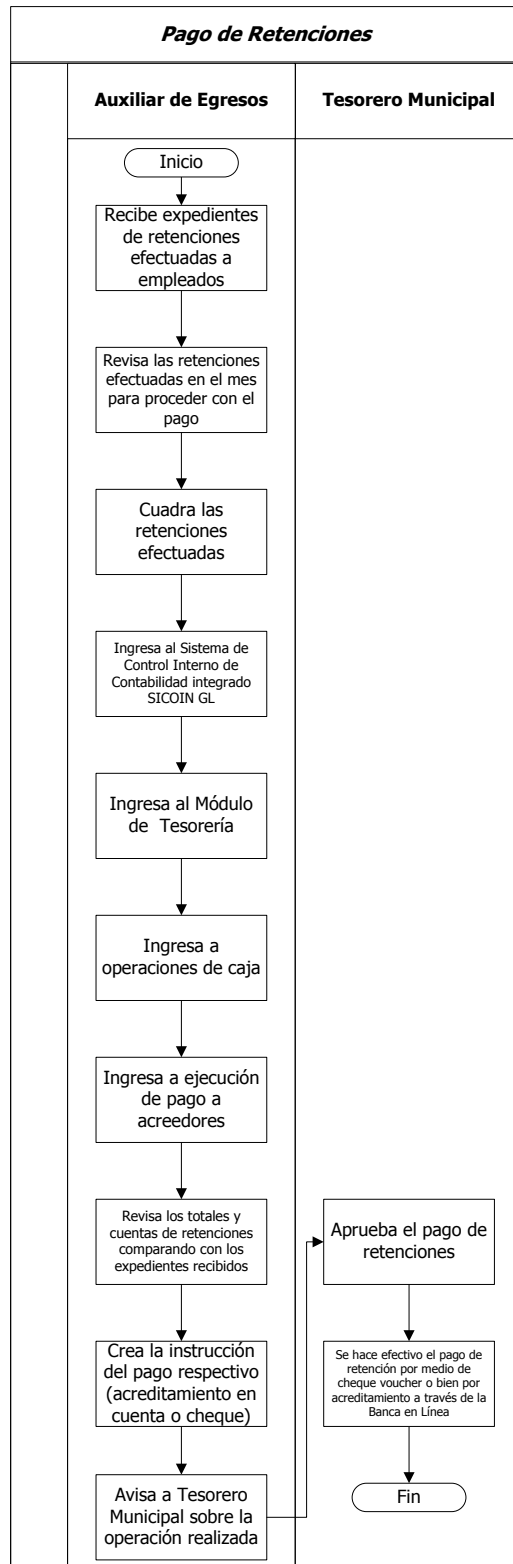 Pago de Retenciones
Auxiliar de Egresos
Tesorero Municipal
Inicio
Recibe expedientes
de retenciones
efectuadas a
empleados
Revisa las retenciones
efectuadas en el mes
para proceder con el
pago
Cuadra las
retenciones
efectuadas
Ingresa al Sistema de
Control Interno de
Contabilidad integrado
SICOIN GL
Ingresa al Módulo
de Tesorería
Ingresa a
operaciones de caja
Ingresa a ejecución
de pago a
acreedores
Revisa los totales y
cuentas de retenciones
comparando con los
expedientes recibidos
Crea la instrucción
del pago respectivo
(acreditamiento en
cuenta o cheque)
Avisa a Tesorero
Municipal sobre la
operación realizada
Aprueba el pago de
retenciones
Se hace efectivo el pago de
retención por medio de
cheque voucher o bien por
acreditamiento a través de la
Banca en Línea
Fin